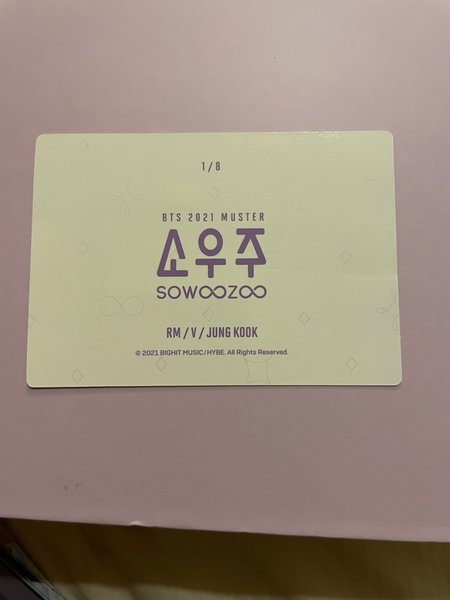 1/8
BTS 2021 MUSTER
소우주
SOWOOZOO
RM / V / JUNG KOOK
© 2021 BIGHIT MUSIC / HYBE. All Rights Reserved.